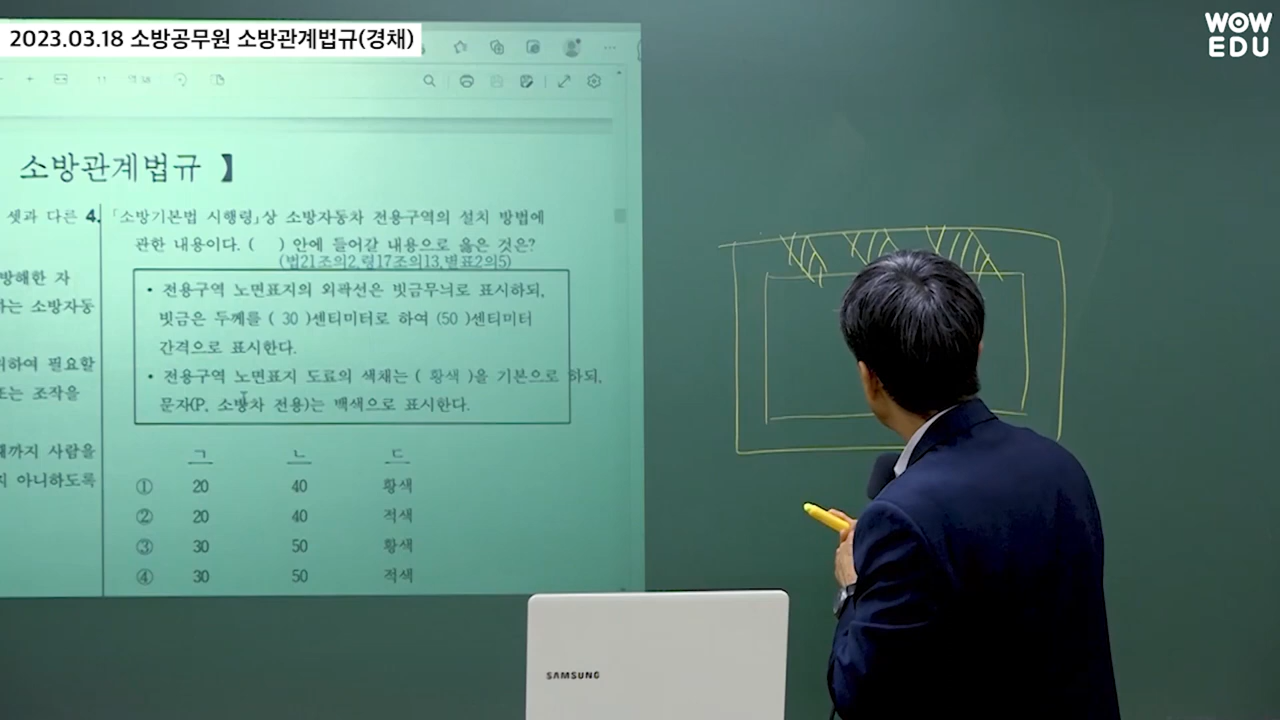 2023.03.18 소방공무원 소방관계법규(경채)
WOW
EDU
소방관계법규 】
셋과 다른
방해한 자
하는 소방자동
위하여 필요할
또는 조작을
때까지 사람을
지 아니하도록
4. 「소방기본법 시행령」상 소방자동차 전용구역의 설치 방법에
관한 내용이다. ( ) 안에 들어갈 내용으로 옳은 것은?
(법21조의2,령17조의13,별표2의5)
• 전용구역 노면표지의 외곽선은 빗금무늬로 표시하되,
빗금은 두께를 ( 30 )센티미터로 하여 (50 )센티미터
간격으로 표시한다.
• 전용구역 노면표지 도료의 색채는 ( 황색 )을 기본으로 하되,
문자(P, 소방차 전용)는 백색으로 표시한다.
ㄱ ㄴ ㄷ
① 20 40 황색
② 20 40 적색
③ 30 50 황색
④ 30 50 적색
SAMSUNG